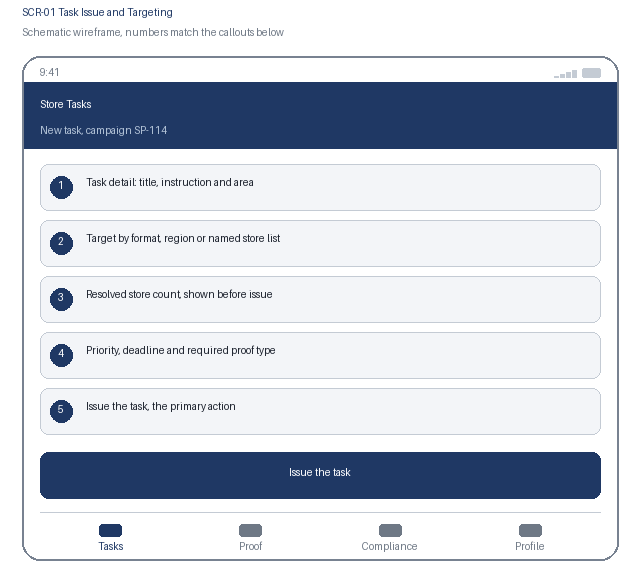 SCR-01 Task Issue and Targeting
Schematic wireframe, numbers match the callouts below
9:41
Store Tasks
New task, campaign SP-114
1 Task detail: title, instruction and area
2 Target by format, region or named store list
3 Resolved store count, shown before issue
4 Priority, deadline and required proof type
5 Issue the task, the primary action
Issue the task
Tasks Proof Compliance Profile